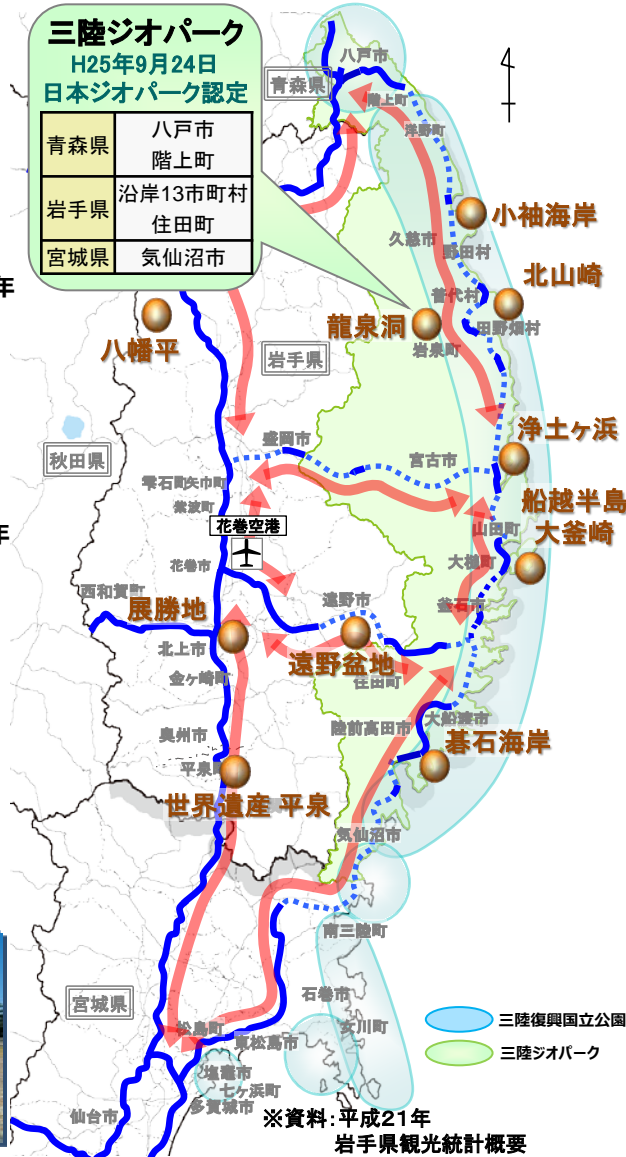 三陸ジオパーク
H25年9月24日
日本ジオパーク認定
青森県
八戸市
階上町
岩手県
沿岸13市町村
住田町
宮城県
気仙沼市
八戸市
青森県
階上町
洋野町
小袖海岸
久慈市
野田村
年
北山崎
普代村
田野畑村
龍泉洞
岩泉町
八幡平
岩手県
浄土ヶ浜
盛岡市
宮古市
秋田県
雫石町
矢巾町
紫波町
船越半島
大釜崎
山田町
花巻空港
年
大槌町
花巻市
西和賀町
遠野市
釜石市
展勝地
北上市
遠野盆地
住田町
金ヶ崎町
陸前高田市
大船渡市
奥州市
碁石海岸
平泉町
世界遺産 平泉
気仙沼市
南三陸町
宮城県
石巻市
女川町
松島町
東松島市
三陸復興国立公園
三陸ジオパーク
塩竈市
七ヶ浜町
多賀城市
仙台市
※資料:平成21年
岩手県観光統計概要